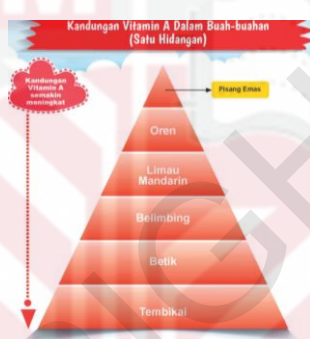 Kandungan Vitamin A Dalam Buah-buahan
(Satu Hidangan)
Kandungan
Vitamin A
semakin
meningkat
Pisang Emas
Oren
Limau
Mandarin
Belimbing
Betik
Tembikai